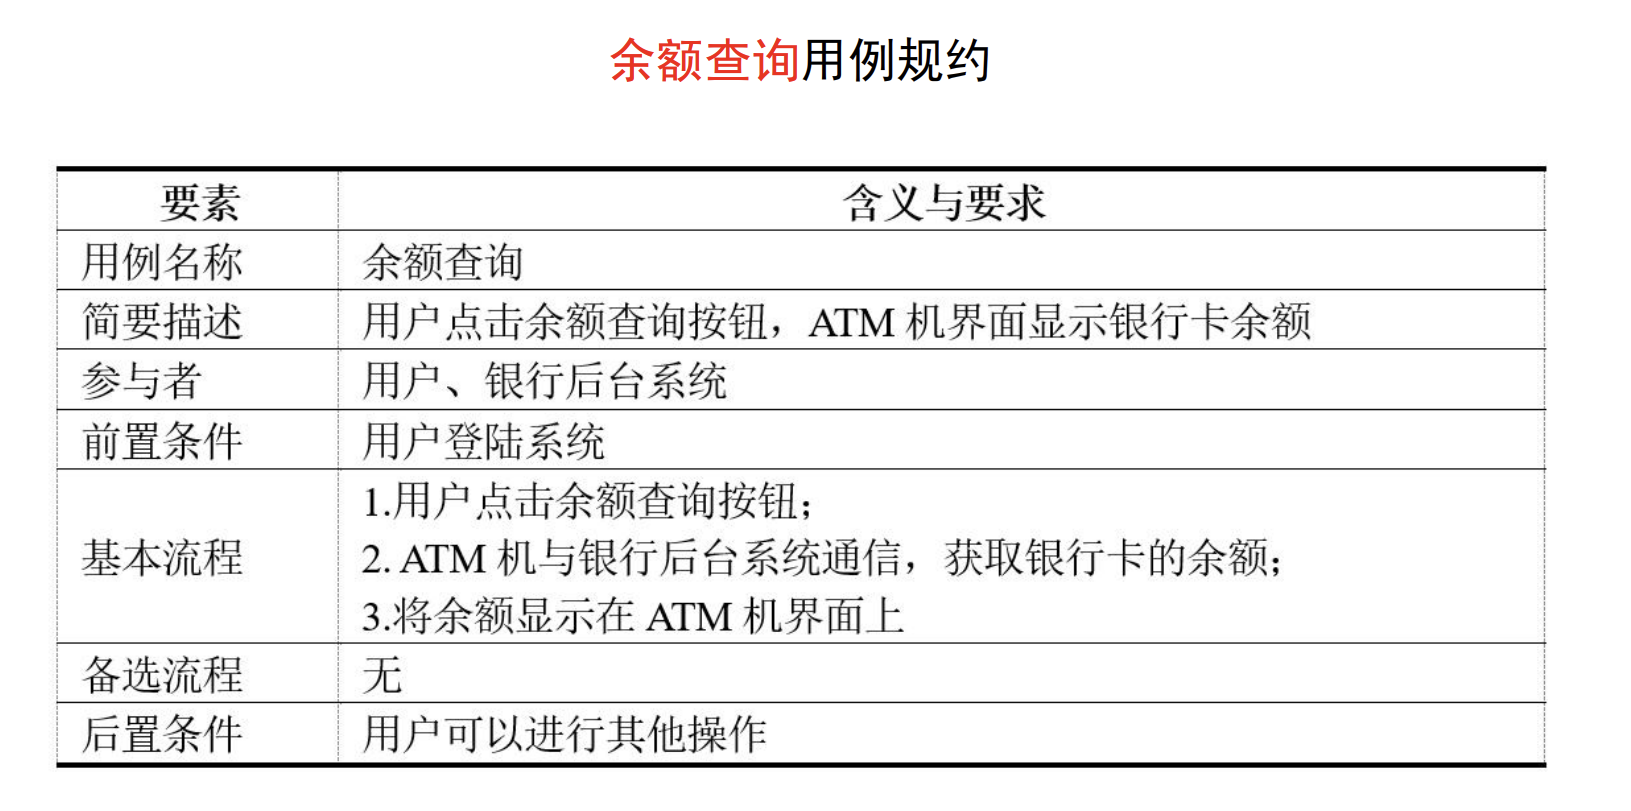 余额查询用例规约
要素 含义与要求
用例名称 余额查询
简要描述 用户点击余额查询按钮，ATM 机界面显示银行卡余额
参与者 用户、银行后台系统
前置条件 用户登陆系统
基本流程 1.用户点击余额查询按钮；
2. ATM 机与银行后台系统通信，获取银行卡的余额；
3.将余额显示在 ATM 机界面上
备选流程 无
后置条件 用户可以进行其他操作